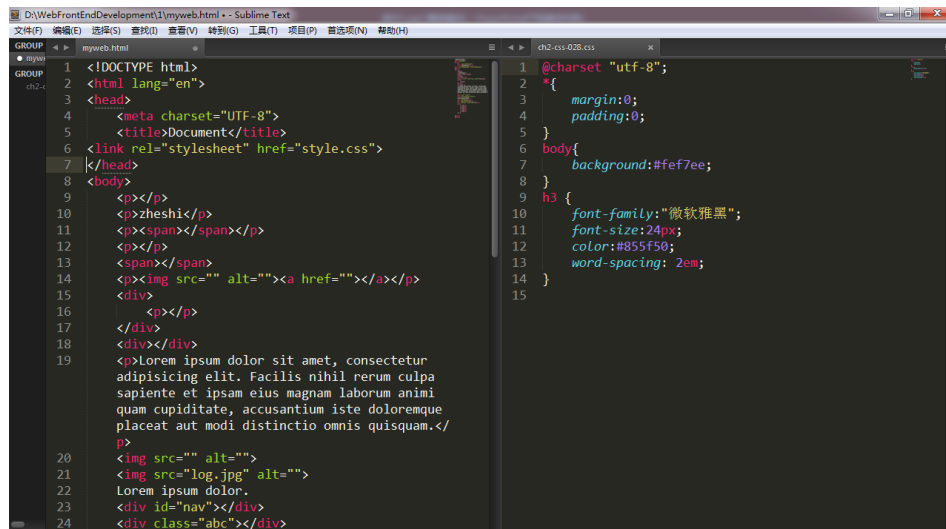 D:\WebFrontEndDevelopment\1\myweb.html • - Sublime Text
文件(F) 编辑(E) 选择(S) 查找(I) 查看(V) 转到(G) 工具(T) 项目(P) 首选项(N) 帮助(H)
GROUP
GROUP
myweb.html
1 <!DOCTYPE html>
2 <html lang="en">
3 <head>
4 <meta charset="UTF-8">
5 <title>Document</title>
6 <link rel="stylesheet" href="style.css">
7 </head>
8 <body>
9 <p></p>
10 <p>zheshi</p>
11 <p><span></span></p>
12 <p></p>
13 <span></span>
14 <p><img src="" alt=""><a href=""></a></p>
15 <div>
16 <p></p>
17 </div>
18 <div></div>
19 <p>Lorem ipsum dolor sit amet, consectetur
adipisicing elit. Facilis nihil rerum culpa
sapiente et ipsam eius magnam laborum animi
quam cupiditate, accusantium iste doloremque
placeat aut modi distinctio omnis quisquam.</
p>
20 <img src="" alt="">
21 <img src="log.jpg" alt="">
22 Lorem ipsum dolor.
23 <div id="nav"></div>
24 <div class="abc"></div>
ch2-css-028.css
1 @charset "utf-8";
2 *{
3 margin:0;
4 padding:0;
5 }
6 body{
7 background:#fef7ee;
8 }
9 h3 {
10 font-family:"微软雅黑";
11 font-size:24px;
12 color:#855f50;
13 word-spacing: 2em;
14 }
15